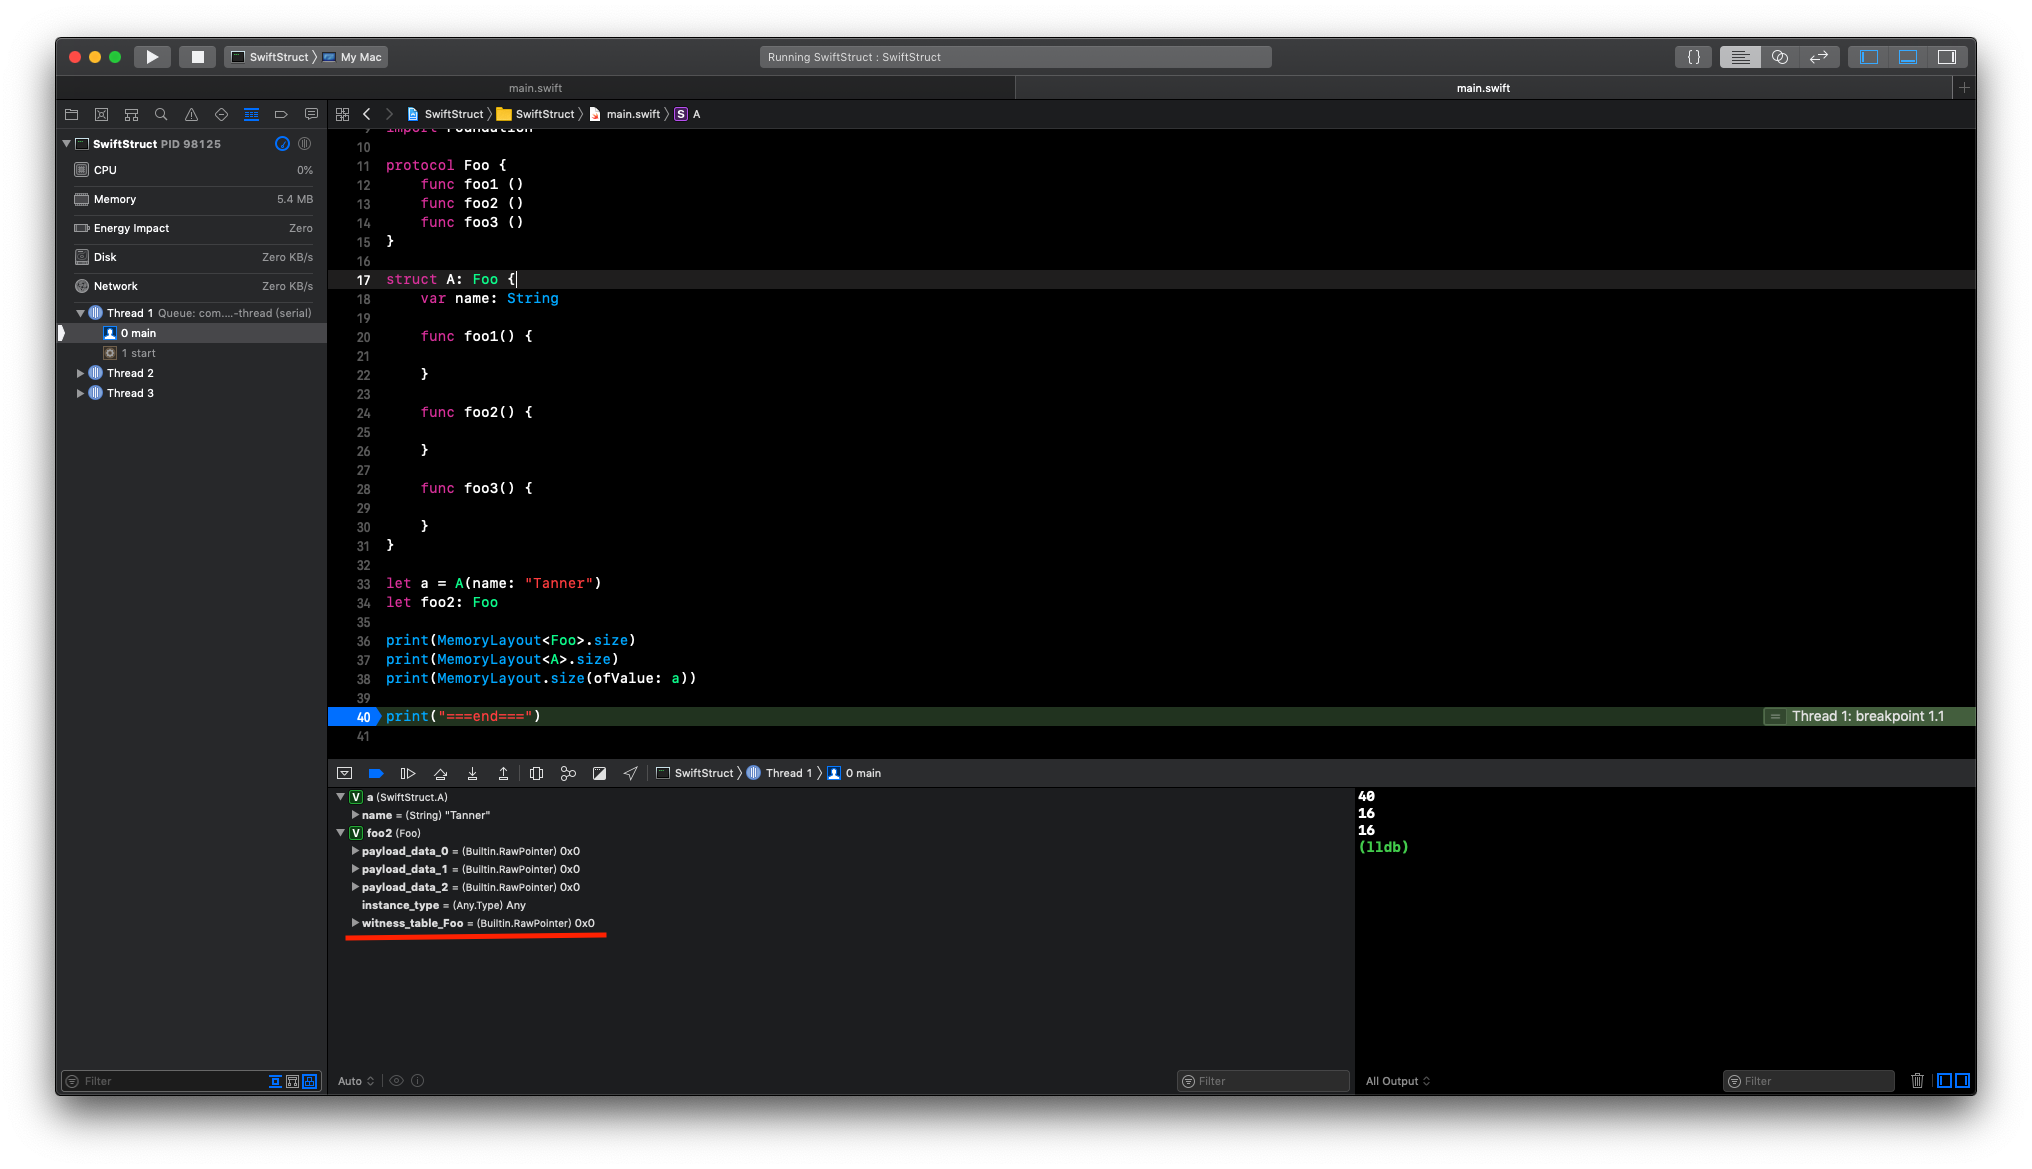 SwiftStruct 〉 My Mac
Running SwiftStruct : SwiftStruct
{}
main.swift
main.swift
SwiftStruct 〉 SwiftStruct 〉 main.swift 〉 S A
SwiftStruct PID 98125
CPU 0%
Memory 5.4 MB
Energy Impact Zero
Disk Zero KB/s
Network Zero KB/s
Thread 1 Queue: com....-thread (serial)
0 main
1 start
Thread 2
Thread 3
9 import Foundation
10
11 protocol Foo {
12 func foo1 ()
13 func foo2 ()
14 func foo3 ()
15 }
16
17 struct A: Foo {
18 var name: String
19
20 func foo1() {
21
22 }
23
24 func foo2() {
25
26 }
27
28 func foo3() {
29
30 }
31 }
32
33 let a = A(name: "Tanner")
34 let foo2: Foo
35
36 print(MemoryLayout<Foo>.size)
37 print(MemoryLayout<A>.size)
38 print(MemoryLayout.size(ofValue: a))
39
40 print("===end===") = Thread 1: breakpoint 1.1
41
SwiftStruct 〉 Thread 1 〉 0 main
V a (SwiftStruct.A)
name = (String) "Tanner"
V foo2 (Foo)
payload_data_0 = (Builtin.RawPointer) 0x0
payload_data_1 = (Builtin.RawPointer) 0x0
payload_data_2 = (Builtin.RawPointer) 0x0
instance_type = (Any.Type) Any
witness_table_Foo = (Builtin.RawPointer) 0x0
40
16
16
(lldb)
Filter
Auto
Filter
All Output
Filter